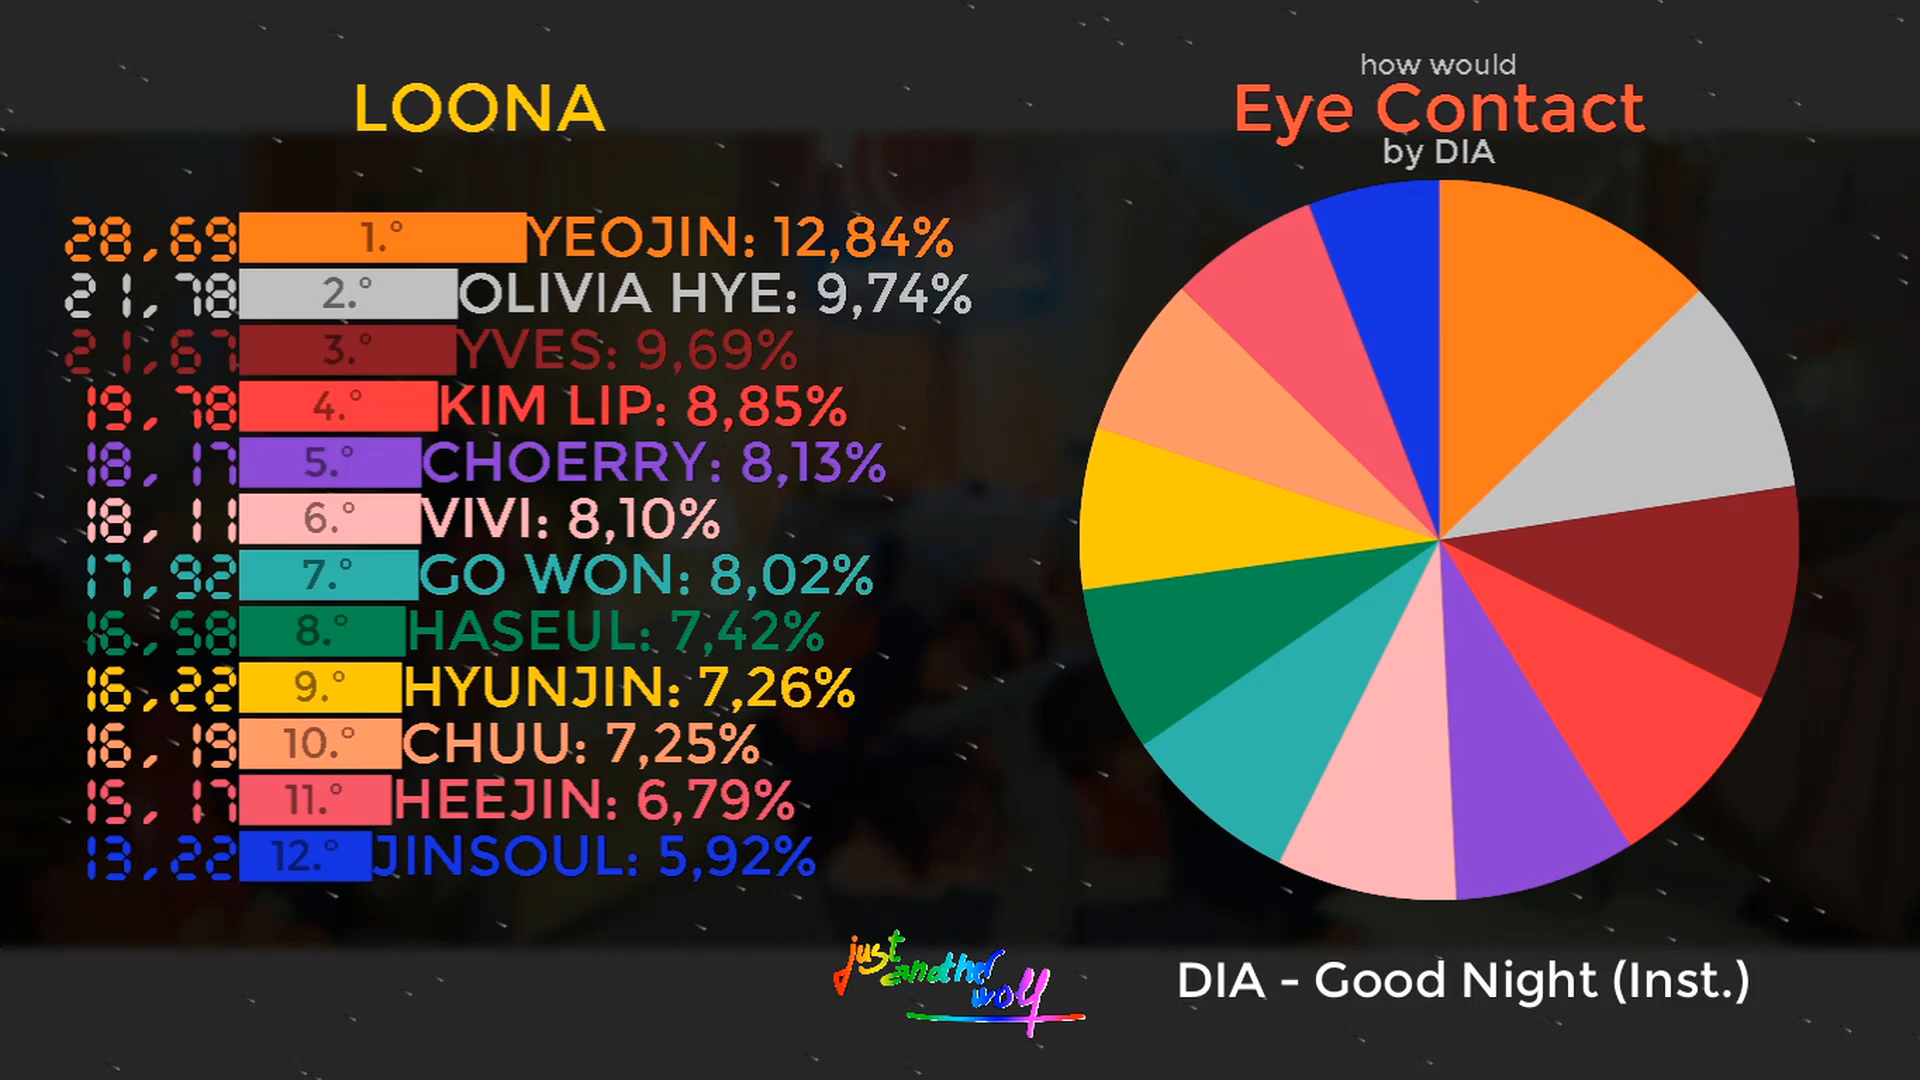 LOONA
28,69 1.° YEOJIN: 12,84%
21,78 2.° OLIVIA HYE: 9,74%
21,67 3.° YVES: 9,69%
19,78 4.° KIM LIP: 8,85%
18,17 5.° CHOERRY: 8,13%
18,11 6.° VIVI: 8,10%
17,92 7.° GO WON: 8,02%
16,58 8.° HASEUL: 7,42%
16,22 9.° HYUNJIN: 7,26%
16,19 10.° CHUU: 7,25%
15,17 11.° HEEJIN: 6,79%
13,22 12.° JINSOUL: 5,92%
how would
Eye Contact
by DIA
just
another
wolf
DIA - Good Night (Inst.)